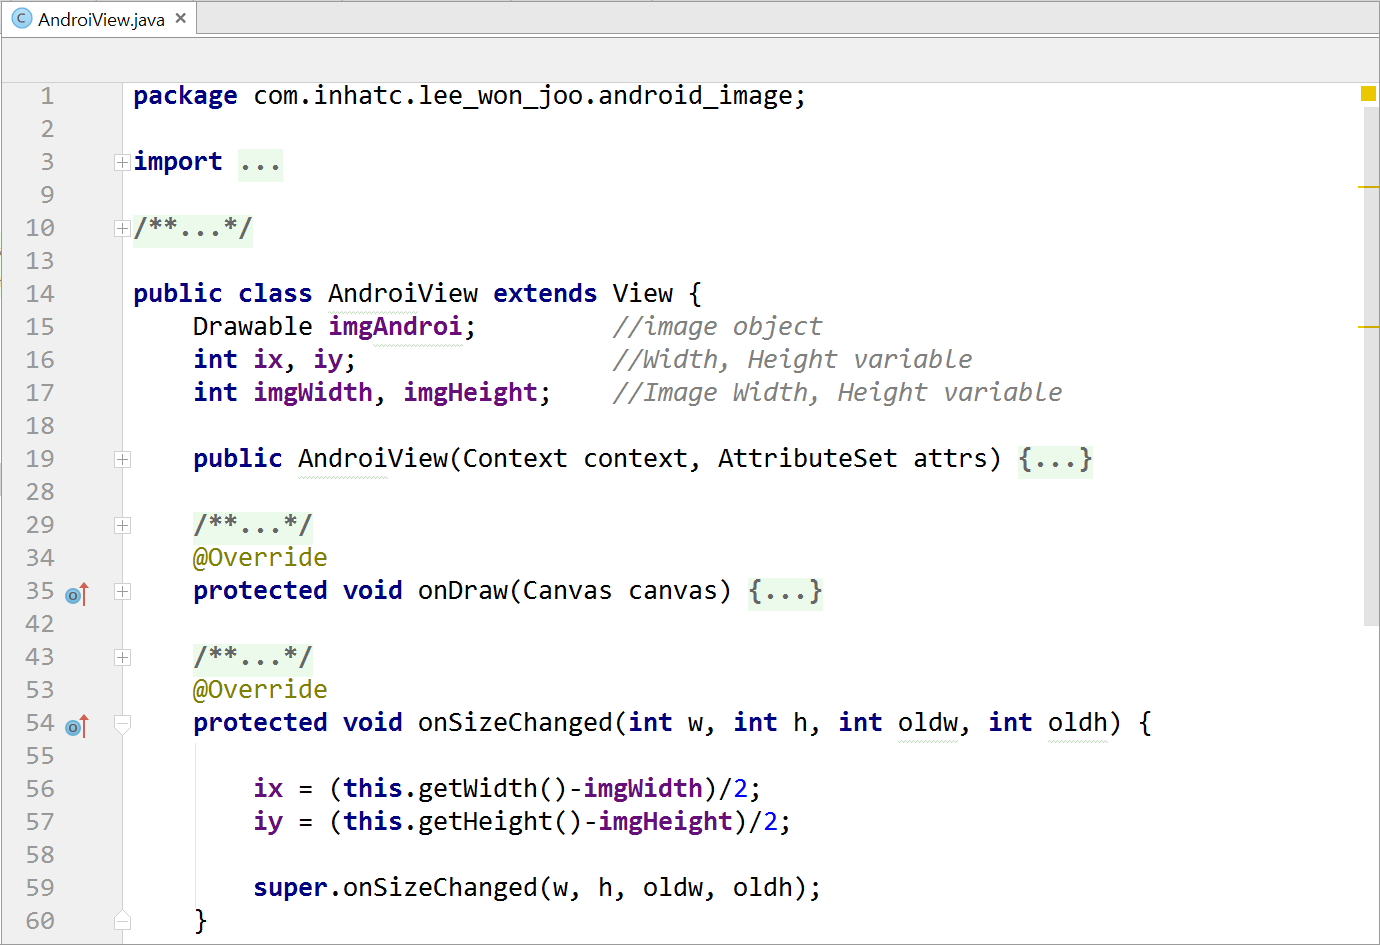 AndroiView.java
1 package com.inhatc.lee_won_joo.android_image;
2
3 import ...
9
10 /**...*/
13
14 public class AndroiView extends View {
15 Drawable imgAndroi; //image object
16 int ix, iy; //Width, Height variable
17 int imgWidth, imgHeight; //Image Width, Height variable
18
19 public AndroiView(Context context, AttributeSet attrs) {...}
28
29 /**...*/
34 @Override
35 protected void onDraw(Canvas canvas) {...}
42
43 /**...*/
53 @Override
54 protected void onSizeChanged(int w, int h, int oldw, int oldh) {
55
56 ix = (this.getWidth()-imgWidth)/2;
57 iy = (this.getHeight()-imgHeight)/2;
58
59 super.onSizeChanged(w, h, oldw, oldh);
60 }